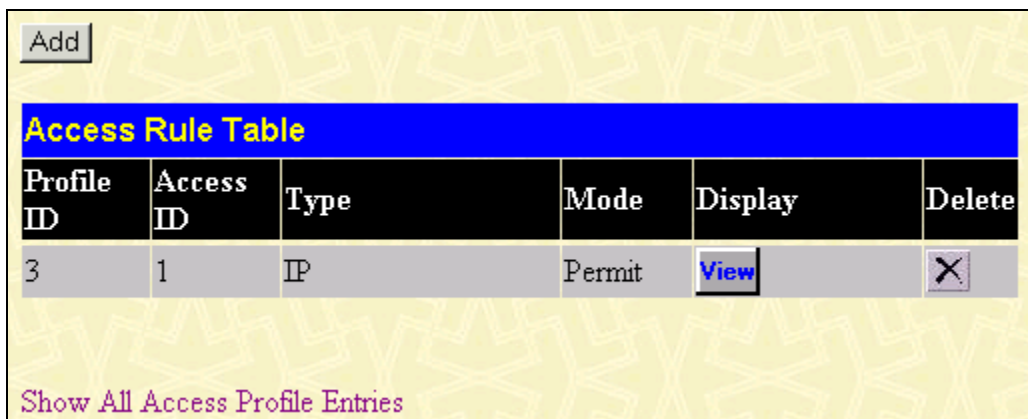 Add
Access Rule Table
Profile ID Access ID Type Mode Display Delete
3 1 IP Permit View X
Show All Access Profile Entries